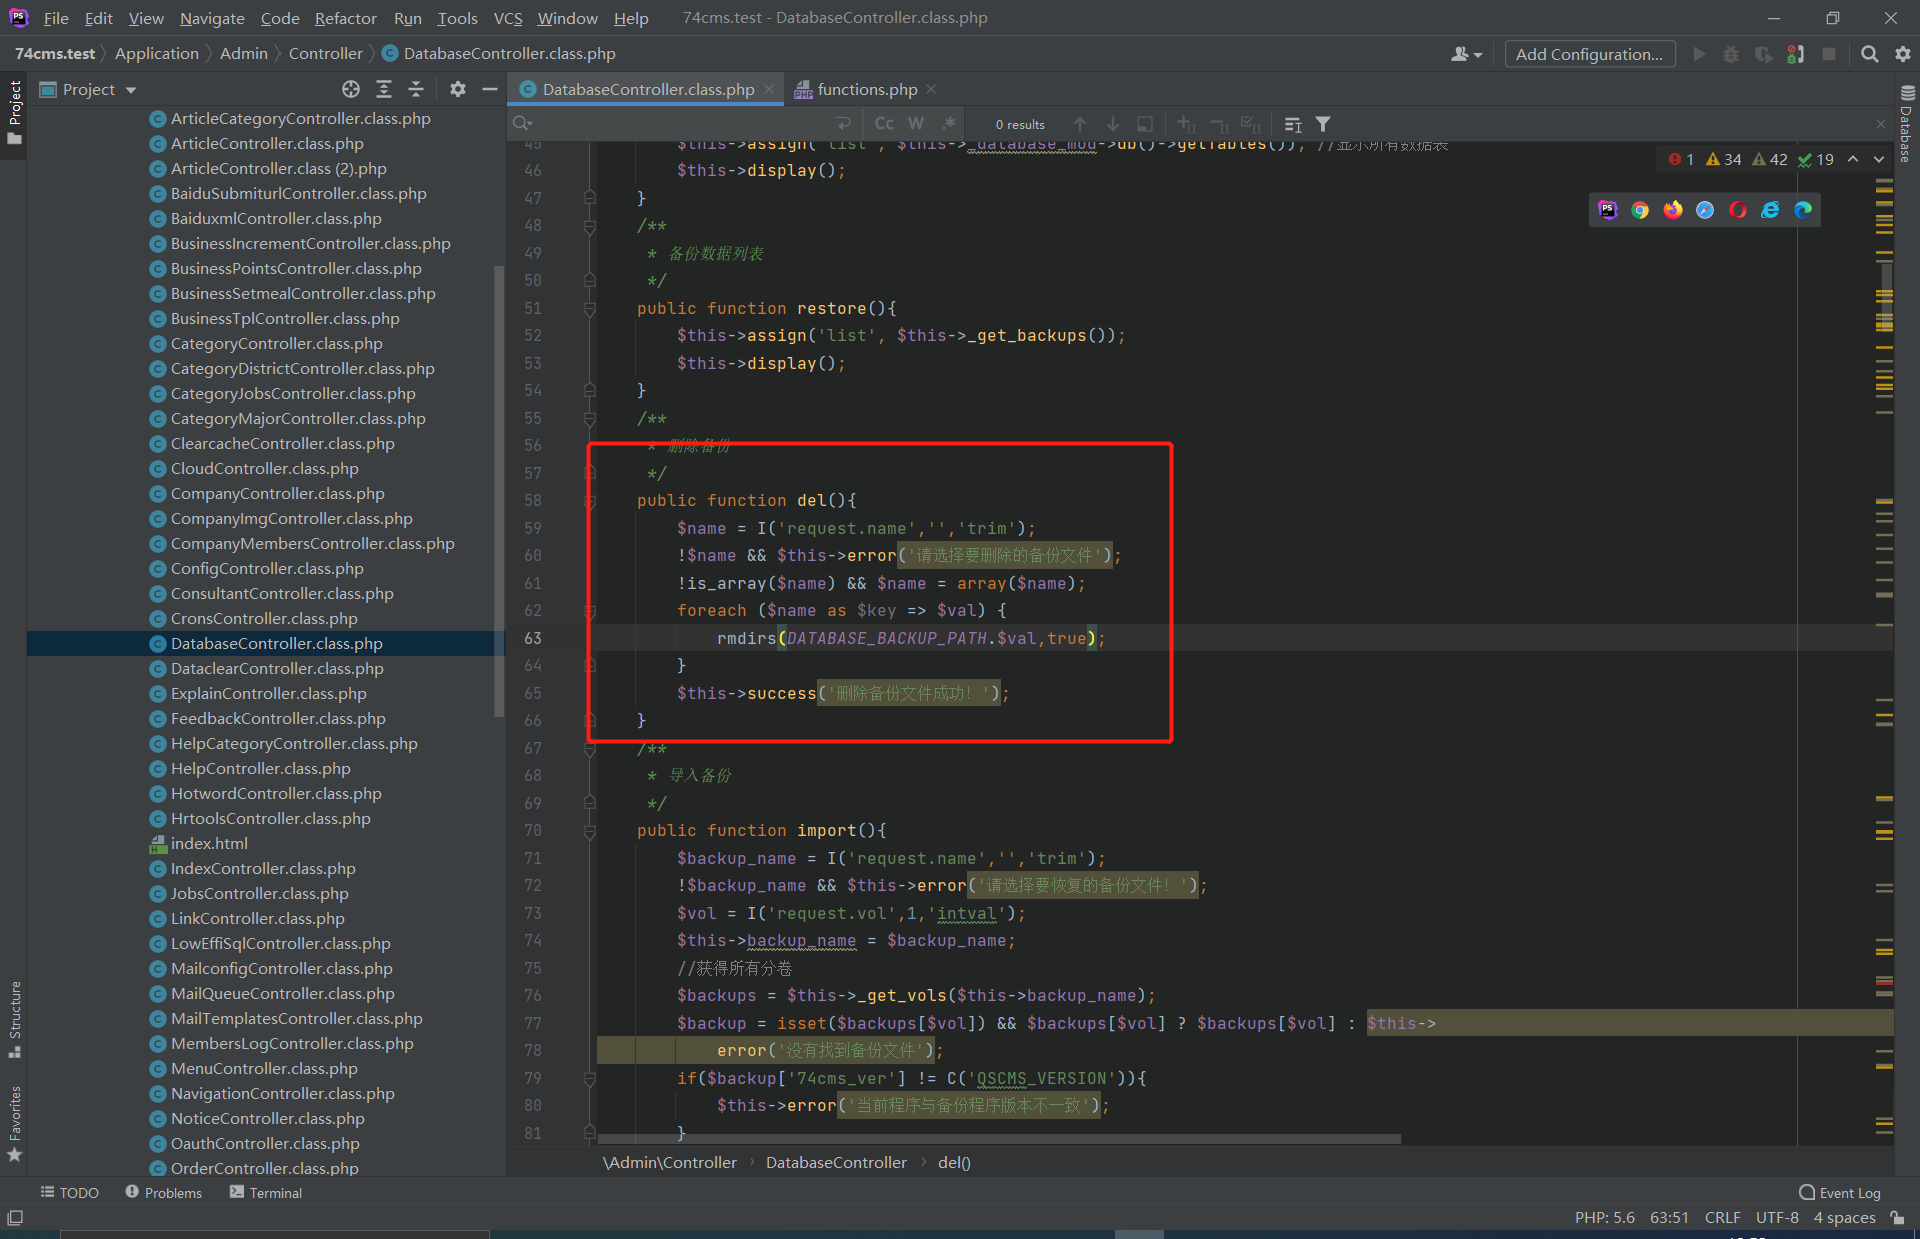 File Edit View Navigate Code Refactor Run Tools VCS Window Help 74cms.test - DatabaseController.class.php
74cms.test Application Admin Controller DatabaseController.class.php Add Configuration...
Project
Project
DatabaseController.class.php
functions.php
Database
ArticleCategoryController.class.php
ArticleController.class.php
ArticleController.class (2).php
BaiduSubmiturlController.class.php
BaiduxmlController.class.php
BusinessIncrementController.class.php
BusinessPointsController.class.php
BusinessSetmealController.class.php
BusinessTplController.class.php
CategoryController.class.php
CategoryDistrictController.class.php
CategoryJobsController.class.php
CategoryMajorController.class.php
ClearcacheController.class.php
CloudController.class.php
CompanyController.class.php
CompanyImgController.class.php
CompanyMembersController.class.php
ConfigController.class.php
ConsultantController.class.php
CronsController.class.php
DatabaseController.class.php
DataclearController.class.php
ExplainController.class.php
FeedbackController.class.php
HelpCategoryController.class.php
HelpController.class.php
HotwordController.class.php
HrtoolsController.class.php
index.html
IndexController.class.php
JobsController.class.php
LinkController.class.php
LowEffiSqlController.class.php
MailconfigController.class.php
MailQueueController.class.php
MailTemplatesController.class.php
MembersLogController.class.php
MenuController.class.php
NavigationController.class.php
NoticeController.class.php
OauthController.class.php
OrderController.class.php
Structure
Favorites
Cc W .* 0 results
1 34 42 19
45 $this->assign('list', $this->_database_mod->db()->getTables()); //显示所有数据表
46 $this->display();
47 }
48 /**
49 * 备份数据列表
50 */
51 public function restore(){
52 $this->assign('list', $this->_get_backups());
53 $this->display();
54 }
55 /**
56 * 删除备份
57 */
58 public function del(){
59 $name = I('request.name','','trim');
60 !$name && $this->error('请选择要删除的备份文件');
61 !is_array($name) && $name = array($name);
62 foreach ($name as $key => $val) {
63 rmdirs(DATABASE_BACKUP_PATH.$val,true);
64 }
65 $this->success('删除备份文件成功！');
66 }
67 /**
68 * 导入备份
69 */
70 public function import(){
71 $backup_name = I('request.name','','trim');
72 !$backup_name && $this->error('请选择要恢复的备份文件！');
73 $vol = I('request.vol',1,'intval');
74 $this->backup_name = $backup_name;
75 //获得所有分卷
76 $backups = $this->_get_vols($this->backup_name);
77 $backup = isset($backups[$vol]) && $backups[$vol] ? $backups[$vol] : $this->
78 error('没有找到备份文件');
79 if($backup['74cms_ver'] != C('QSCMS_VERSION')){
80 $this->error('当前程序与备份程序版本不一致');
81 }
\Admin\Controller DatabaseController del()
TODO Problems Terminal Event Log
PHP: 5.6 63:51 CRLF UTF-8 4 spaces